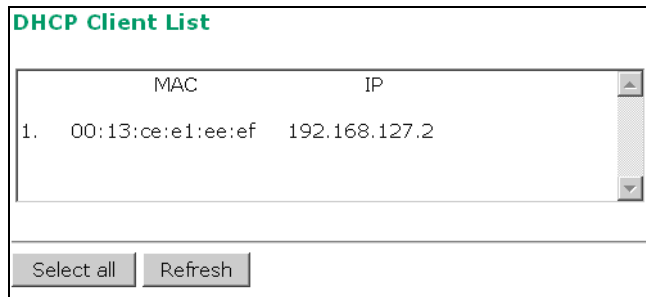 DHCP Client List
MAC IP
1. 00:13:ce:e1:ee:ef 192.168.127.2
Select all Refresh